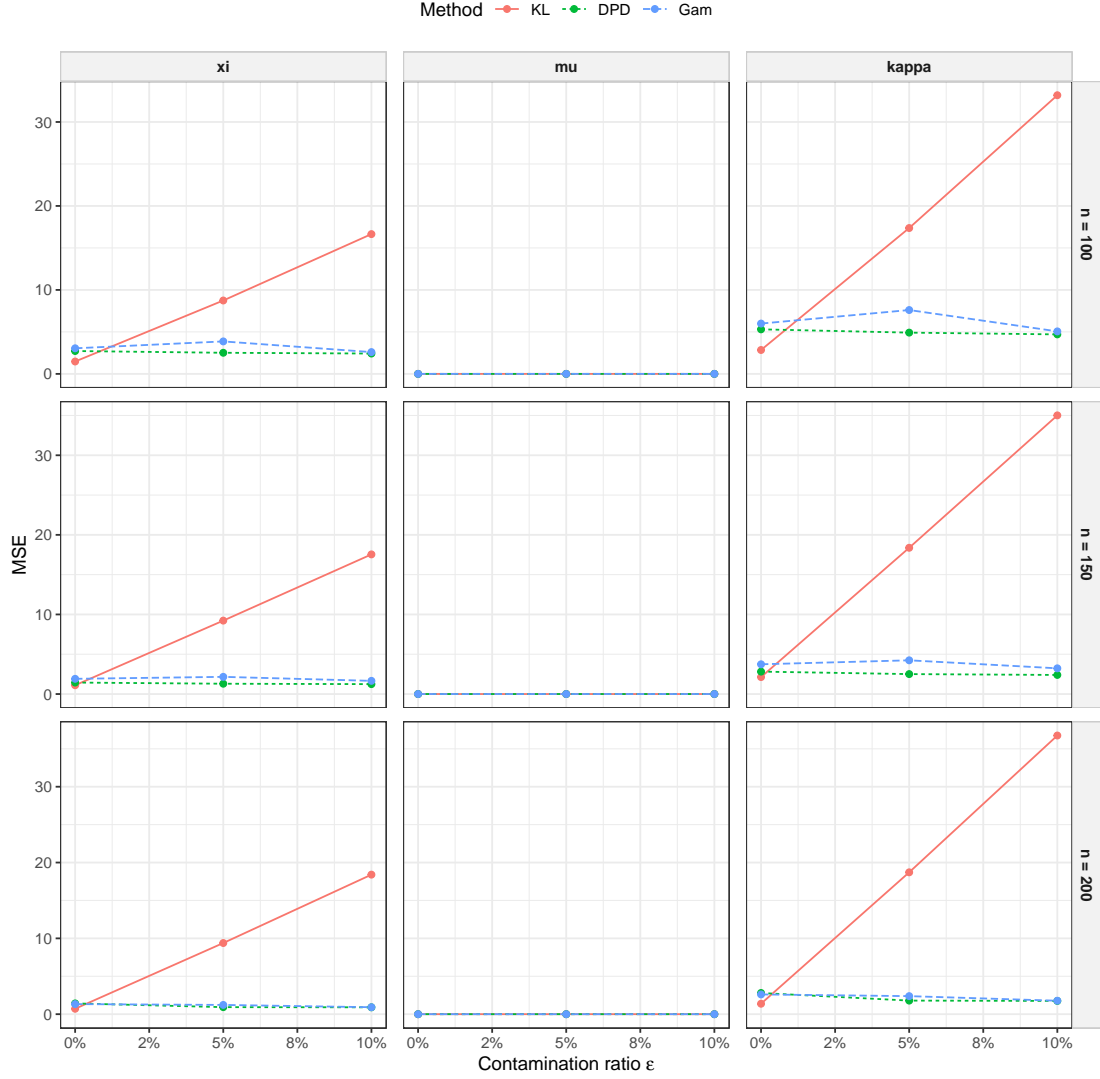 Method KL DPD Gam
xi mu kappa
30
20
10
0
n = 100
30
20
10
0
n = 150
30
20
10
0
n = 200
MSE
0% 2% 5% 8% 10% 0% 2% 5% 8% 10% 0% 2% 5% 8% 10%
Contamination ratio ε